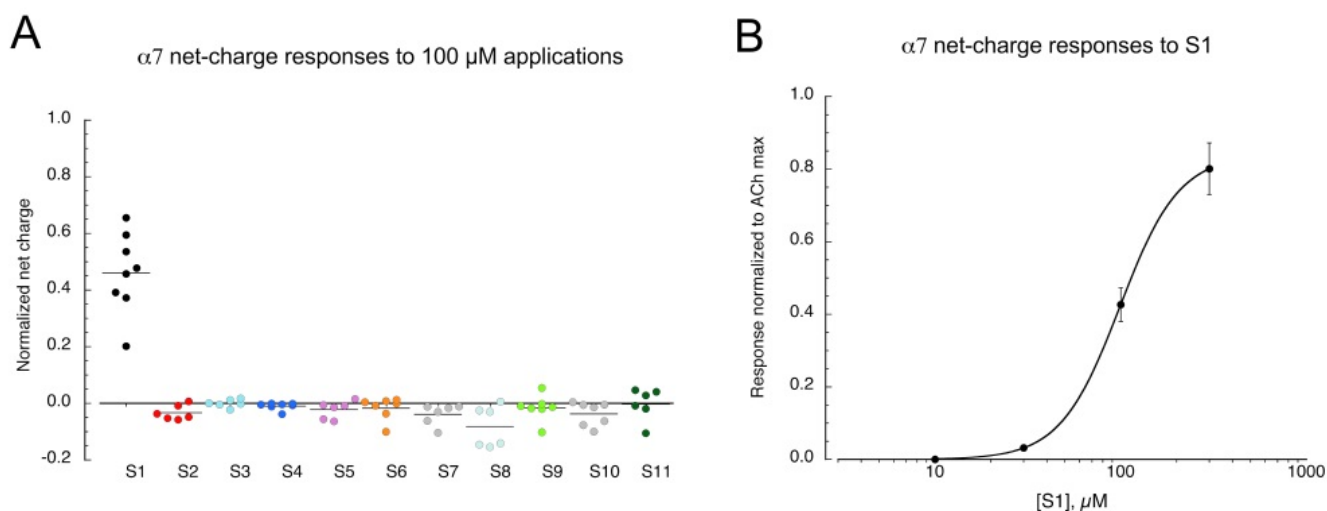 A
α7 net-charge responses to 100 µM applications
Normalized net charge
1.0
0.8
0.6
0.4
0.2
0.0
-0.2
S1 S2 S3 S4 S5 S6 S7 S8 S9 S10 S11
B
α7 net-charge responses to S1
Response normalized to ACh max
1.0
0.8
0.6
0.4
0.2
0.0
10 100 1000
[S1], µM